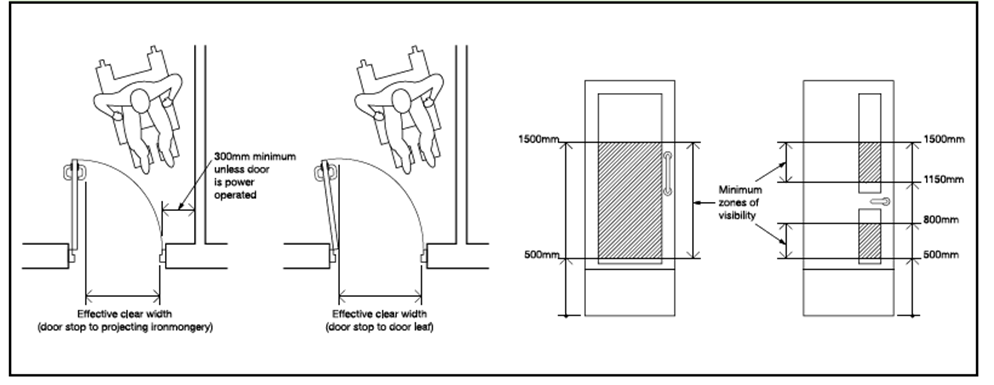 300mm minimum
unless door
is power
operated
Effective clear width
(door stop to projecting ironmongery)
Effective clear width
(door stop to door leaf)
1500mm
500mm
Minimum
zones of
visibility
1500mm
1150mm
800mm
500mm